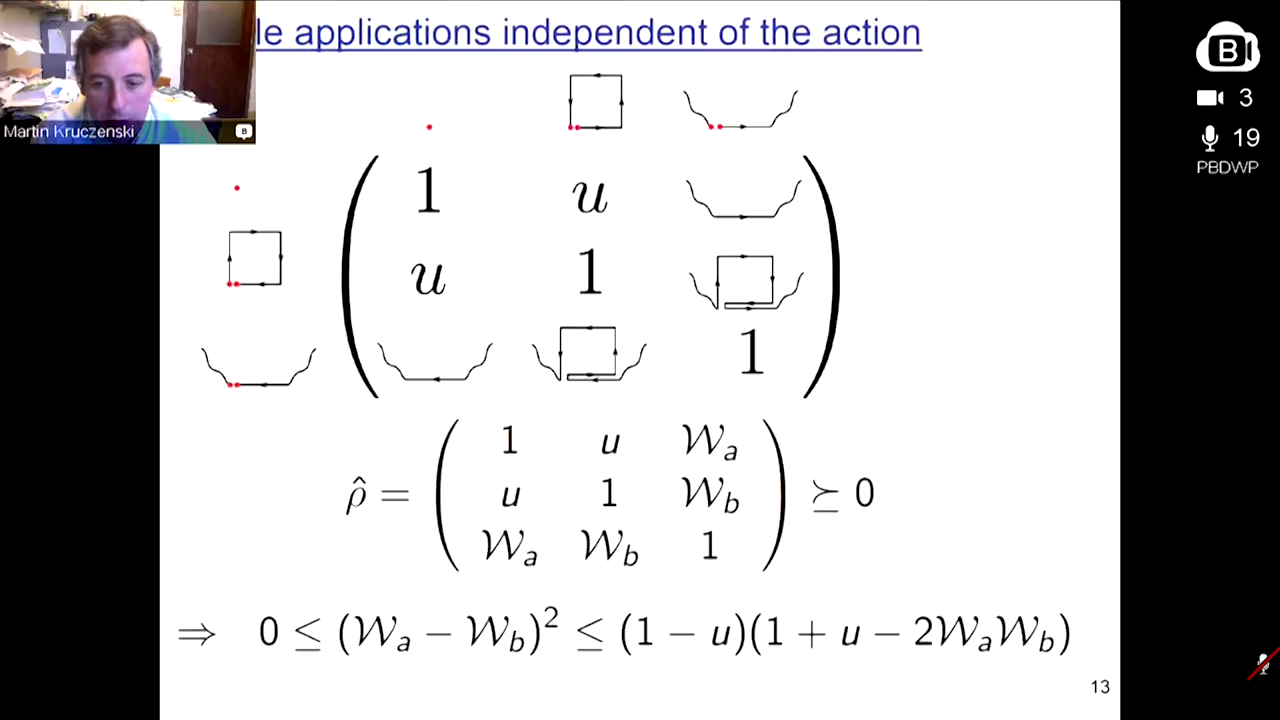 le applications independent of the action
B
3
Martin Kruczenski
B
19
PBDWP
1 u
u 1
1
ρ̂ = ( 1 u 𝒲a
u 1 𝒲b
𝒲a 𝒲b 1 ) ⪰ 0
⇒ 0 ≤ (𝒲a − 𝒲b)² ≤ (1 − u)(1 + u − 2𝒲a𝒲b)
13